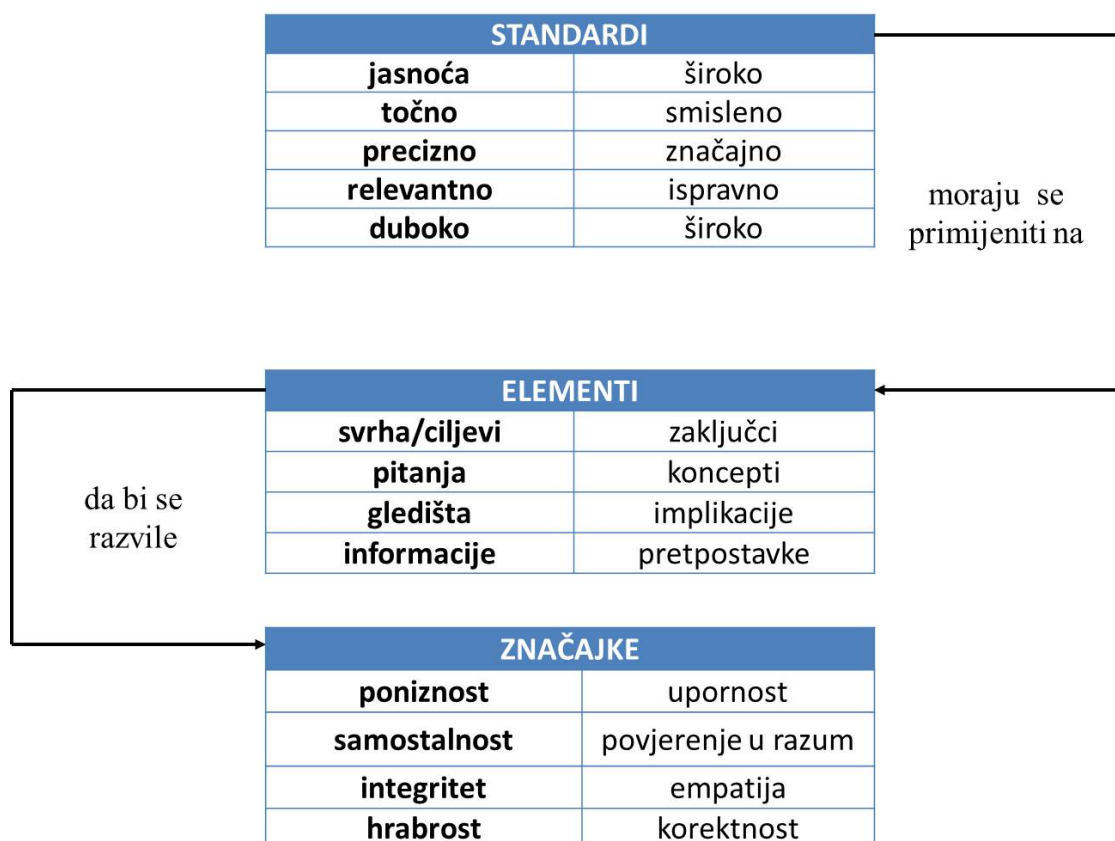 STANDARDI
jasnoća široko
točno smisleno
precizno značajno
relevantno ispravno
duboko široko
moraju se
primijeniti na
ELEMENTI
svrha/ciljevi zaključci
pitanja koncepti
gledišta implikacije
informacije pretpostavke
da bi se
razvile
ZNAČAJKE
poniznost upornost
samostalnost povjerenje u razum
integritet empatija
hrabrost korektnost